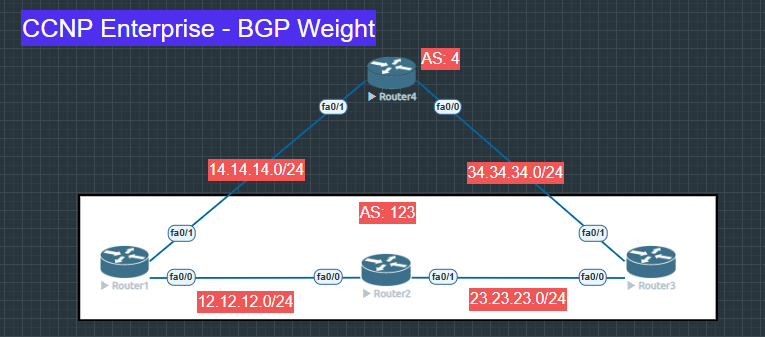 CCNP Enterprise - BGP Weight
AS: 4
Router4
fa0/1
fa0/0
14.14.14.0/24
34.34.34.0/24
AS: 123
fa0/1
fa0/1
Router1
fa0/0
fa0/0
Router2
fa0/1
fa0/0
Router3
12.12.12.0/24
23.23.23.0/24